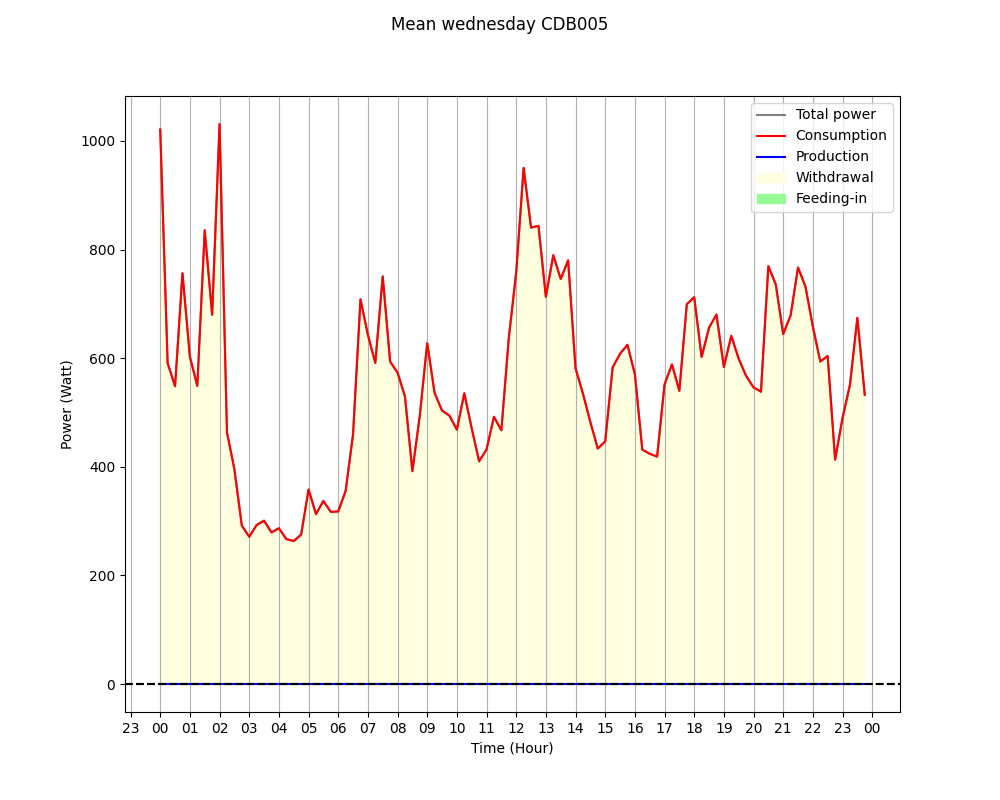 Mean wednesday CDB005
Total power
Consumption
Production
Withdrawal
Feeding-in
Power (Watt)
1000
800
600
400
200
0
23 00 01 02 03 04 05 06 07 08 09 10 11 12 13 14 15 16 17 18 19 20 21 22 23 00
Time (Hour)